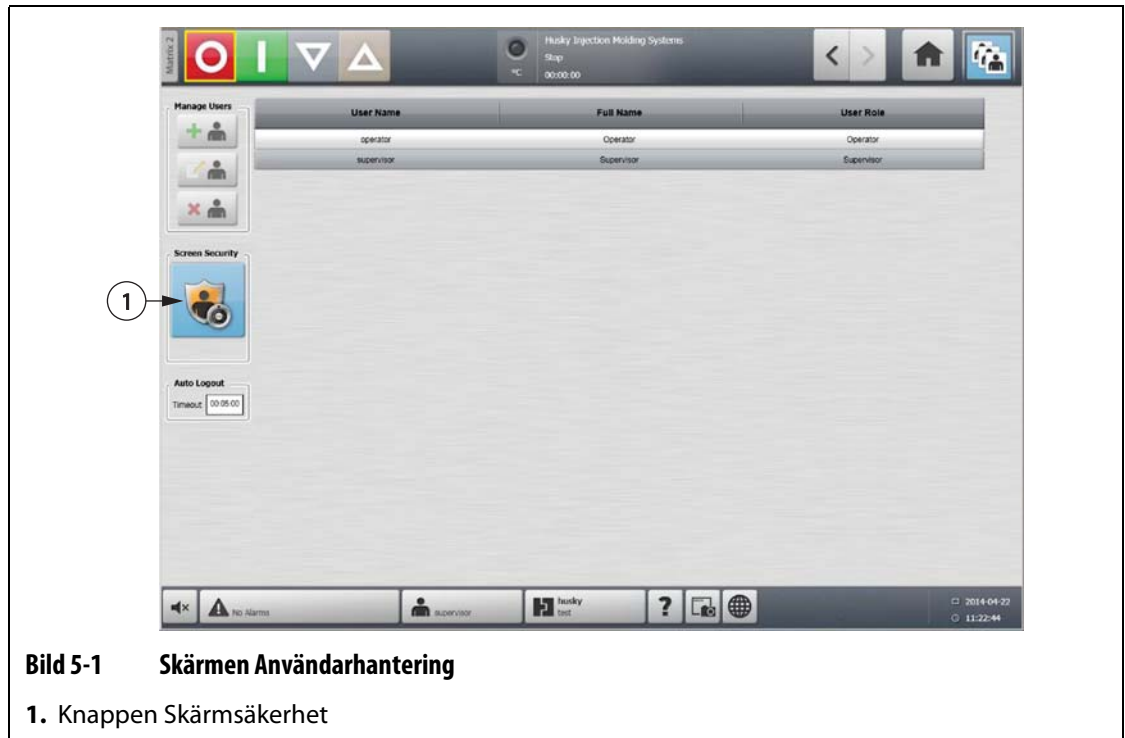 Matrix 2
Husky Injection Molding Systems
Stop
°C 00:00:00
Manage Users
User Name Full Name User Role
operator Operator Operator
supervisor Supervisor Supervisor
Screen Security
1
Auto Logout
Timeout 00:05:00
No Alarms supervisor husky
test
? 2014-04-22
11:22:44
Bild 5-1 Skärmen Användarhantering
1. Knappen Skärmsäkerhet